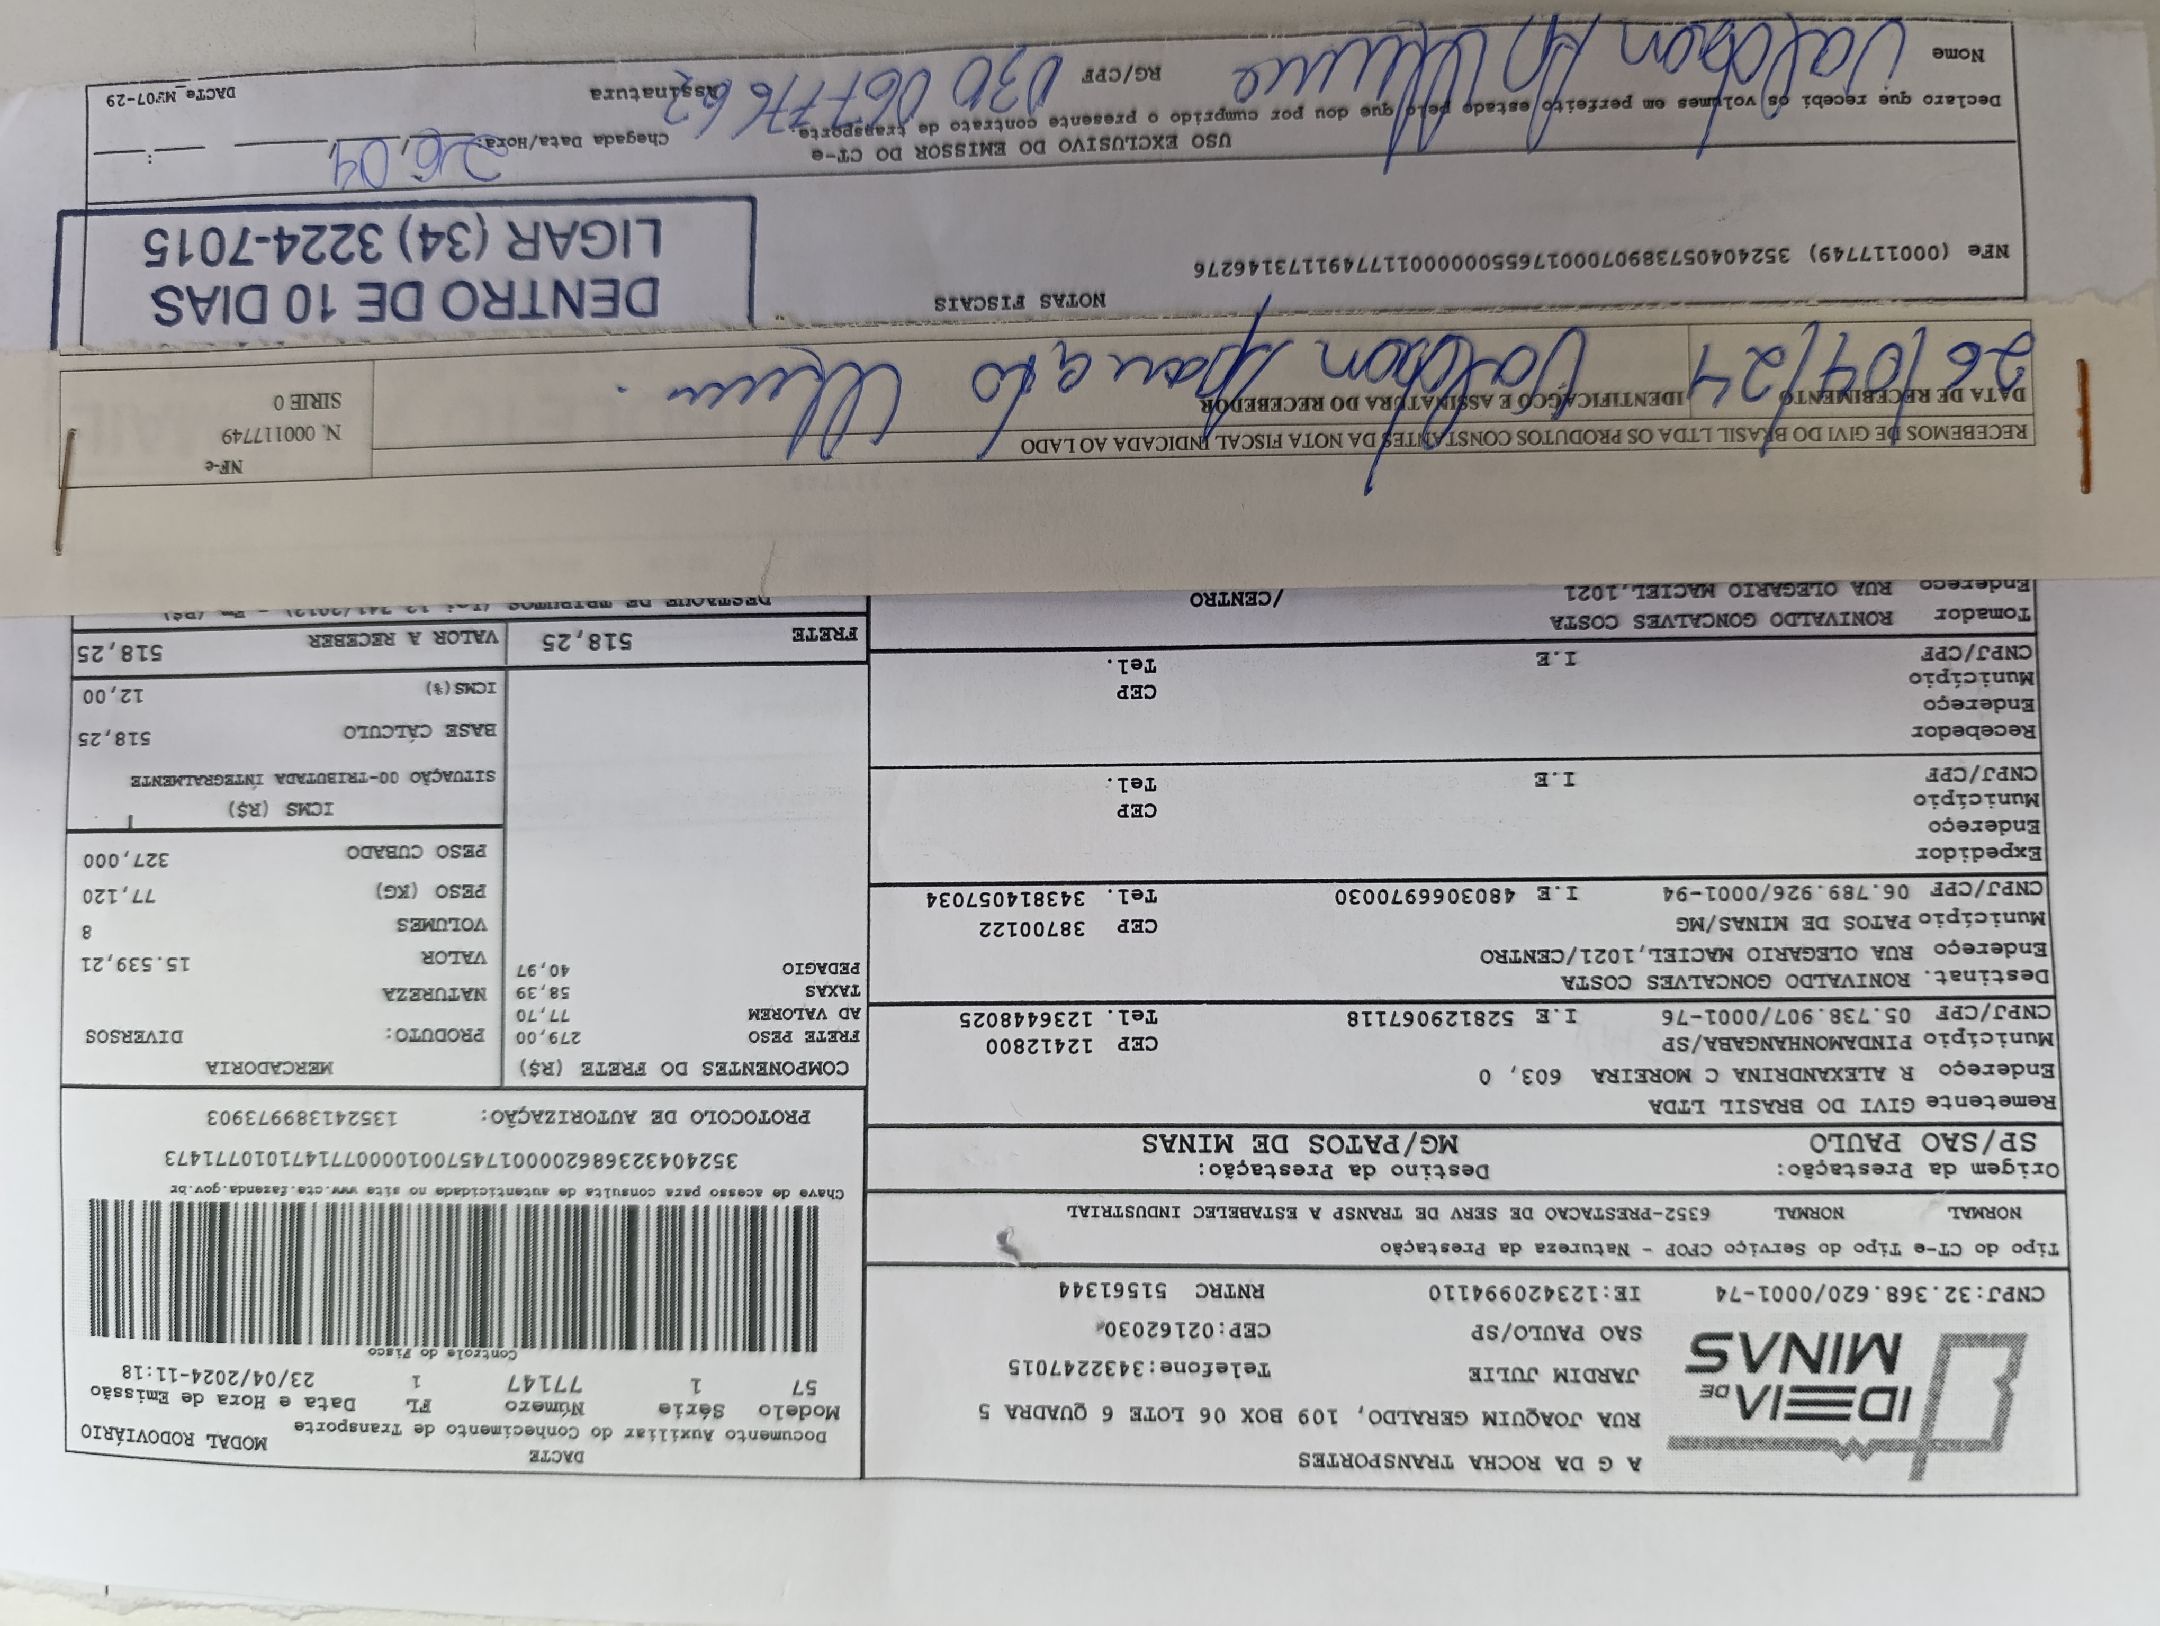 IDEIA DE MINAS
A G DA ROCHA TRANSPORTES
RUA JOAQUIM GERALDO, 109 BOX 06 LOTE 6 QUADRA 5
JARDIM JULIE Telefone:3432247015
SAO PAULO/SP CEP:02162030
CNPJ:32.368.620/0001-74 IE:123420994110 RNTRC 51561344
DACTE
Documento Auxiliar do Conhecimento de Transporte MODAL RODOVIÁRIO
Modelo Série Número FL Data e Hora de Emissão
57 1 77147 1 23/04/2024-11:18
Controle do Fisco
Chave de acesso para consulta de autenticidade no site www.cte.fazenda.gov.br
35240432368620000174570010000771471010771473
PROTOCOLO DE AUTORIZAÇÃO: 135241389973903
Tipo do CT-e Tipo do Serviço CFOP - Natureza da Prestação
NORMAL NORMAL 6352-PRESTACAO DE SERV DE TRANSP A ESTABELEC INDUSTRIAL
Origem da Prestação: Destino da Prestação:
SP/SAO PAULO MG/PATOS DE MINAS
Remetente GIVI DO BRASIL LTDA
Endereço R ALEXANDRINA C MOREIRA 603, 0
Município PINDAMONHANGABA/SP CEP 12412800
CNPJ/CPF 05.738.907/0001-76 I.E 528129067118 Tel. 1236448025
Destinat. RONIVALDO GONCALVES COSTA
Endereço RUA OLEGARIO MACIEL,1021/CENTRO
Município PATOS DE MINAS/MG CEP 38700122
CNPJ/CPF 06.789.926/0001-94 I.E 4803066970030 Tel. 343814057034
Expedidor
Endereço
Município CEP
CNPJ/CPF I.E Tel.
Recebedor
Endereço
Município CEP
CNPJ/CPF I.E Tel.
Tomador RONIVALDO GONCALVES COSTA
Endereço RUA OLEGARIO MACIEL,1021 /CENTRO
COMPONENTES DO FRETE (R$)
FRETE PESO 279,00
AD VALOREM 77,70
TAXAS 58,39
PEDAGIO 40,97
MERCADORIA
PRODUTO: DIVERSOS
NATUREZA
VALOR 15.539,21
VOLUMES 8
PESO (KG) 77,120
PESO CUBADO 327,000
ICMS (R$)
SITUAÇÃO 00-TRIBUTADA INTEGRALMENTE
BASE CÁLCULO 518,25
ICMS(%) 12,00
FRETE 518,25 VALOR A RECEBER 518,25
DESTAQUE DE TRIBUTOS (Lei 12.741/2012) - Em (R$)
RECEBEMOS DE GIVI DO BRASIL LTDA OS PRODUTOS CONSTANTES DA NOTA FISCAL INDICADA AO LADO
NF-e
N. 000117749
SIRIE 0
DATA DE RECEBIMENTO IDENTIFICAÇÃO E ASSINATURA DO RECEBEDOR
26/04/24 Valdson
NOTAS FISCAIS
DENTRO DE 10 DIAS
LIGAR (34) 3224-7015
NFe (000117749) 35240405738907000176550000001177491173146276
USO EXCLUSIVO DO EMISSOR DO CT-e
Declaro que recebi os volumes em perfeito estado pelo que dou por cumprido o presente contrato de transporte.
Chegada Data/Hora: 26,04
Nome Valdson RG/CPF Assinatura
DACTe_M707-29